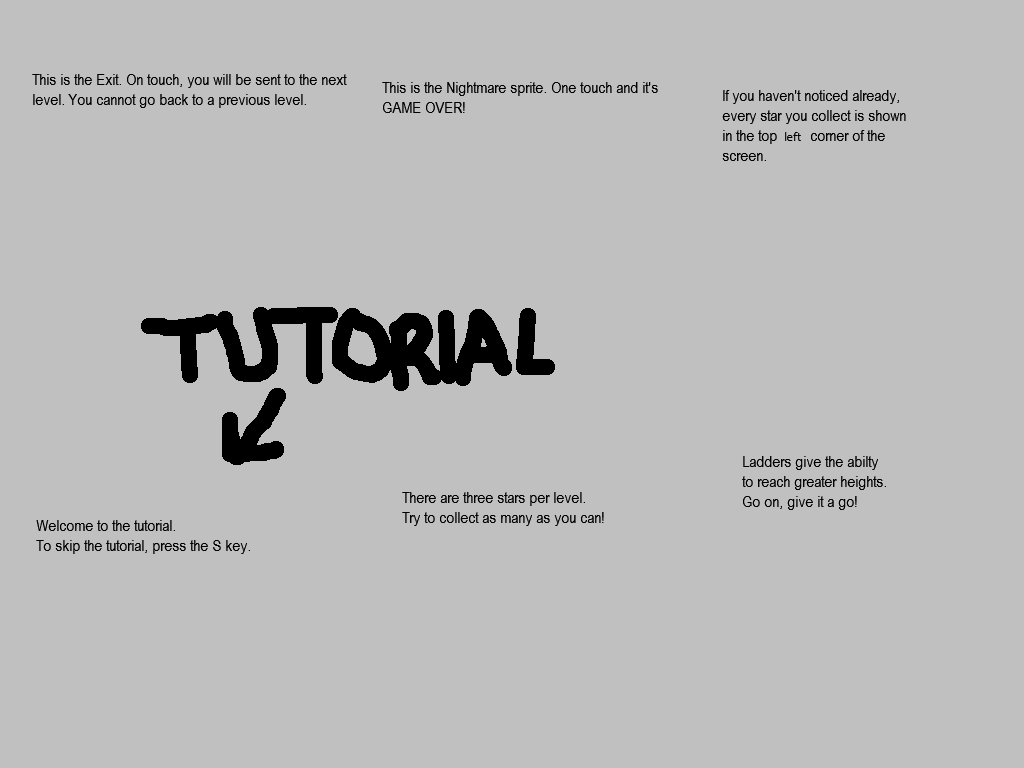 This is the Exit. On touch, you will be sent to the next
level. You cannot go back to a previous level.
This is the Nightmare sprite. One touch and it's
GAME OVER!
If you haven't noticed already,
every star you collect is shown
in the top left corner of the
screen.
TUTORIAL
Welcome to the tutorial.
To skip the tutorial, press the S key.
There are three stars per level.
Try to collect as many as you can!
Ladders give the abilty
to reach greater heights.
Go on, give it a go!